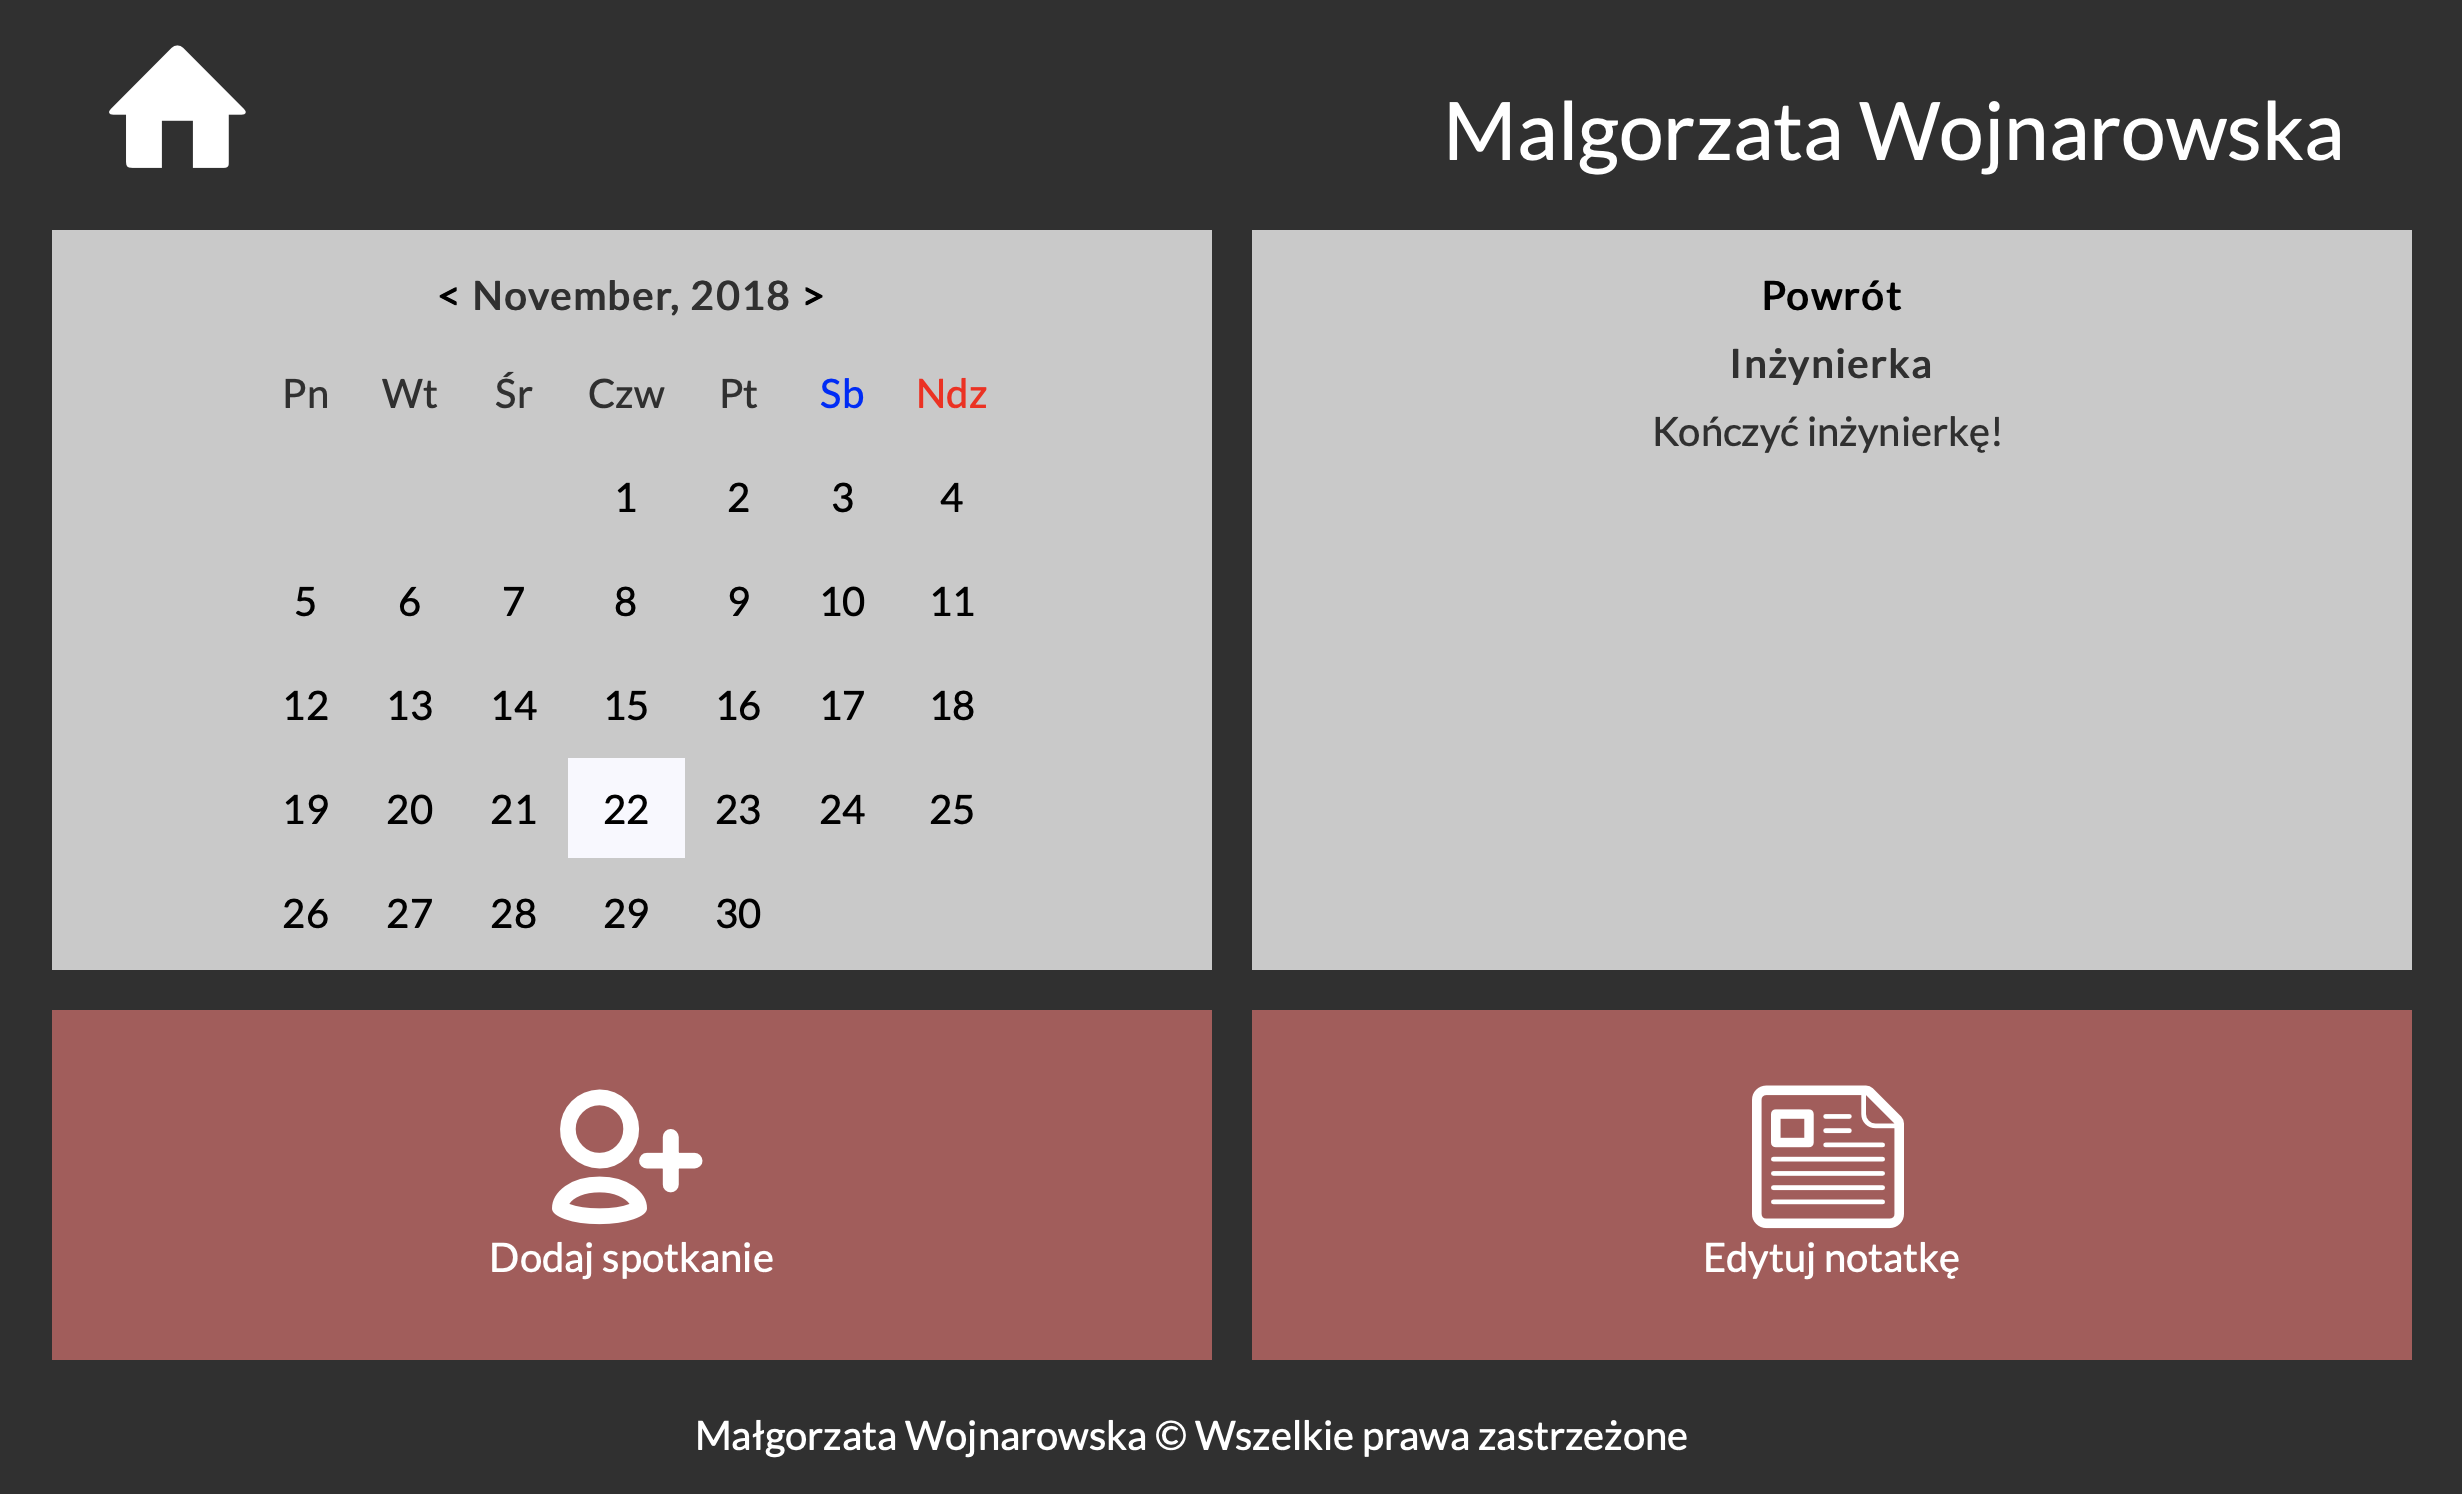 Malgorzata Wojnarowska
< November, 2018 >
Pn Wt Śr Czw Pt Sb Ndz
1 2 3 4
5 6 7 8 9 10 11
12 13 14 15 16 17 18
19 20 21 22 23 24 25
26 27 28 29 30
Powrót
Inżynierka
Kończyć inżynierkę!
Dodaj spotkanie
Edytuj notatkę
Małgorzata Wojnarowska © Wszelkie prawa zastrzeżone